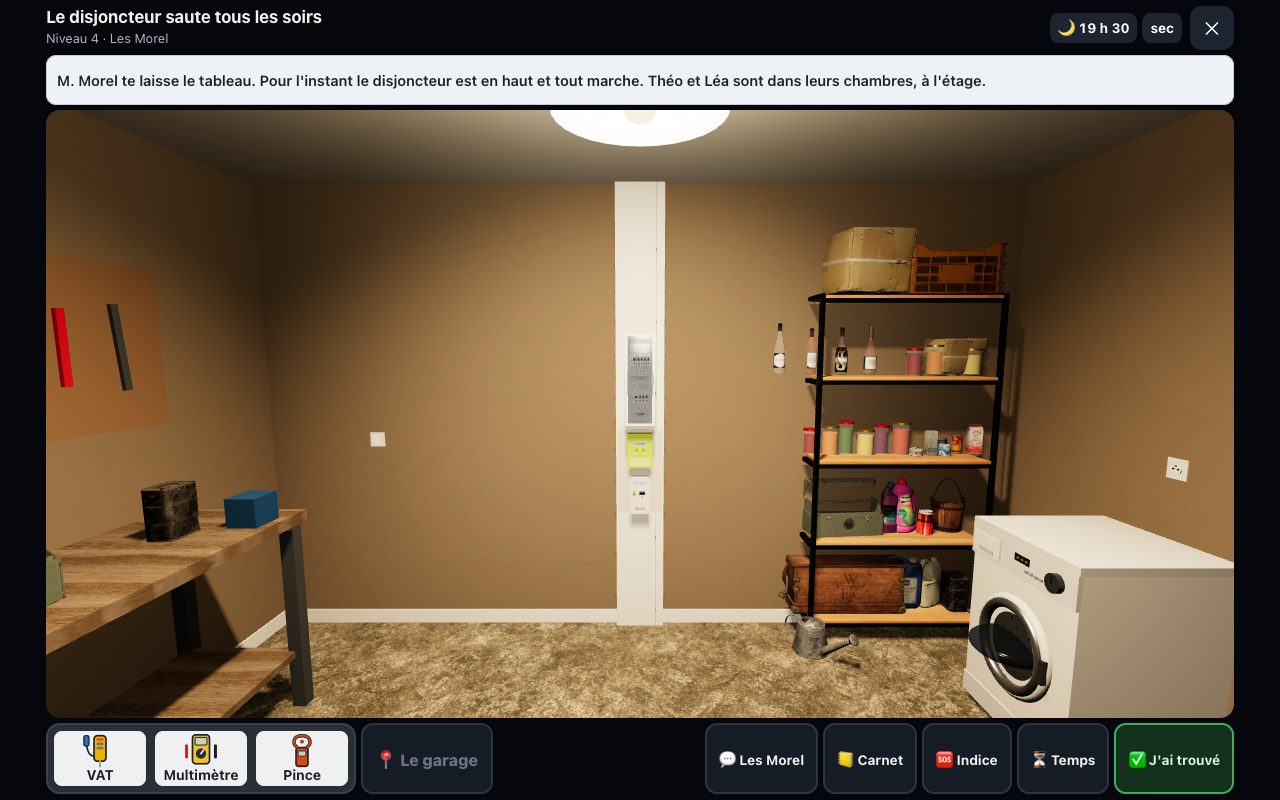 Le disjoncteur saute tous les soirs
Niveau 4 · Les Morel
🌙 19 h 30
sec
M. Morel te laisse le tableau. Pour l'instant le disjoncteur est en haut et tout marche. Théo et Léa sont dans leurs chambres, à l'étage.
VAT
Multimètre
Pince
📍 Le garage
💬 Les Morel
📒 Carnet
🆘 Indice
⏳ Temps
✅ J'ai trouvé